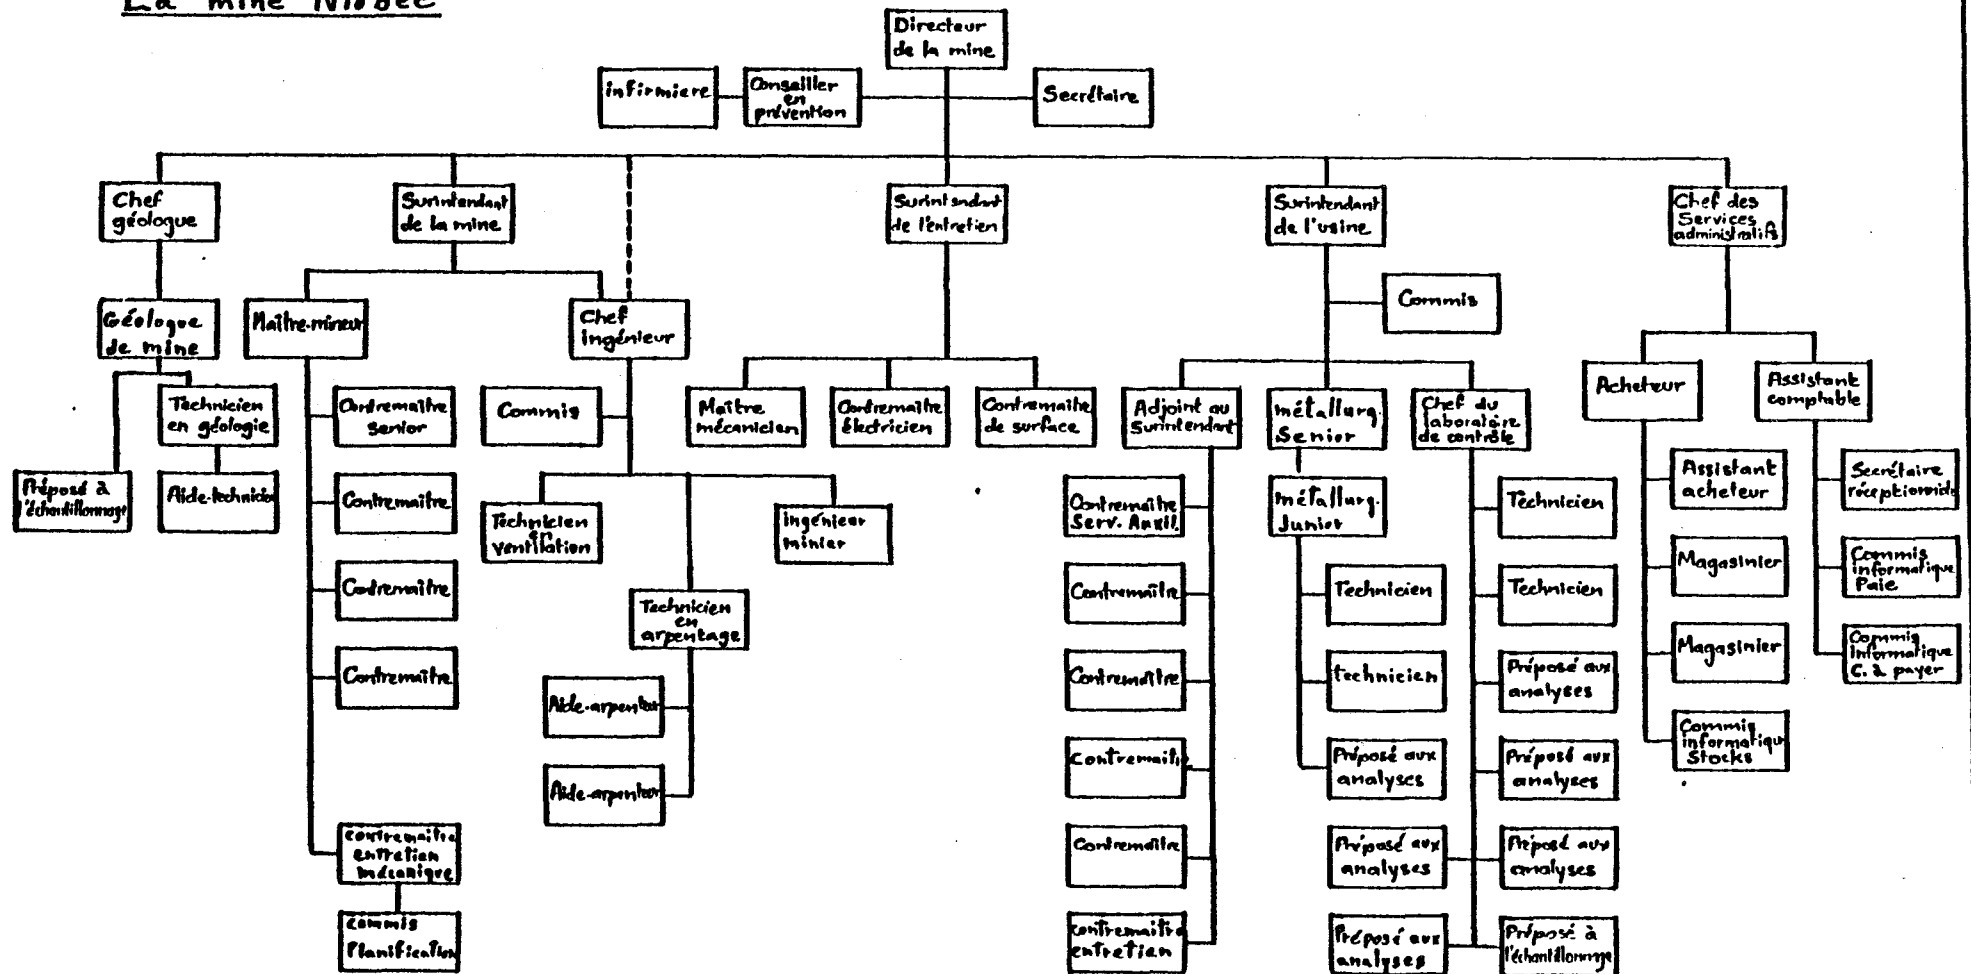 La mine Niobec
Directeur
de la mine
infirmiere
Conseiller
en
prévention
Secrétaire
Chef
géologue
Surintendant
de la mine
Surintendant
de l'entretien
Surintendant
de l'usine
Chef des
Services
administratifs
Commis
Géologue
de mine
Maître-mineur
Chef
ingénieur
Technicien
en géologie
Contremaître
senior
Commis
Maître
mécanicien
Contremaître
électricien
Contremaître
de surface
Adjoint au
Surintendant
métallurg.
Senior
Chef du
laboratoire
de contrôle
Acheteur
Assistant
comptable
Préposé à
l'échantillonnage
Aide-technicien
Contremaître
Technicien
en
ventilation
ingénieur
minier
Contremaître
Serv. Auxil.
métallurg.
Junior
Technicien
Assistant
acheteur
Secrétaire
réceptionniste
Contremaître
Technicien
en
arpentage
Contremaître
Technicien
Technicien
Magasinier
Commis
informatique
Paie
Contremaître
Aide-arpenteur
Contremaître
technicien
Préposé aux
analyses
Magasinier
Commis
informatique
C. à payer
Aide-arpenteur
Contremaitre
Préposé aux
analyses
Préposé aux
analyses
Commis
informatique
Stocks
Contremaitre
entretien
mécanique
Contremaître
Préposé aux
analyses
Préposé aux
analyses
Commis
Planification
Contremaitre
entretien
Préposé aux
analyses
Préposé à
l'échantillonnage